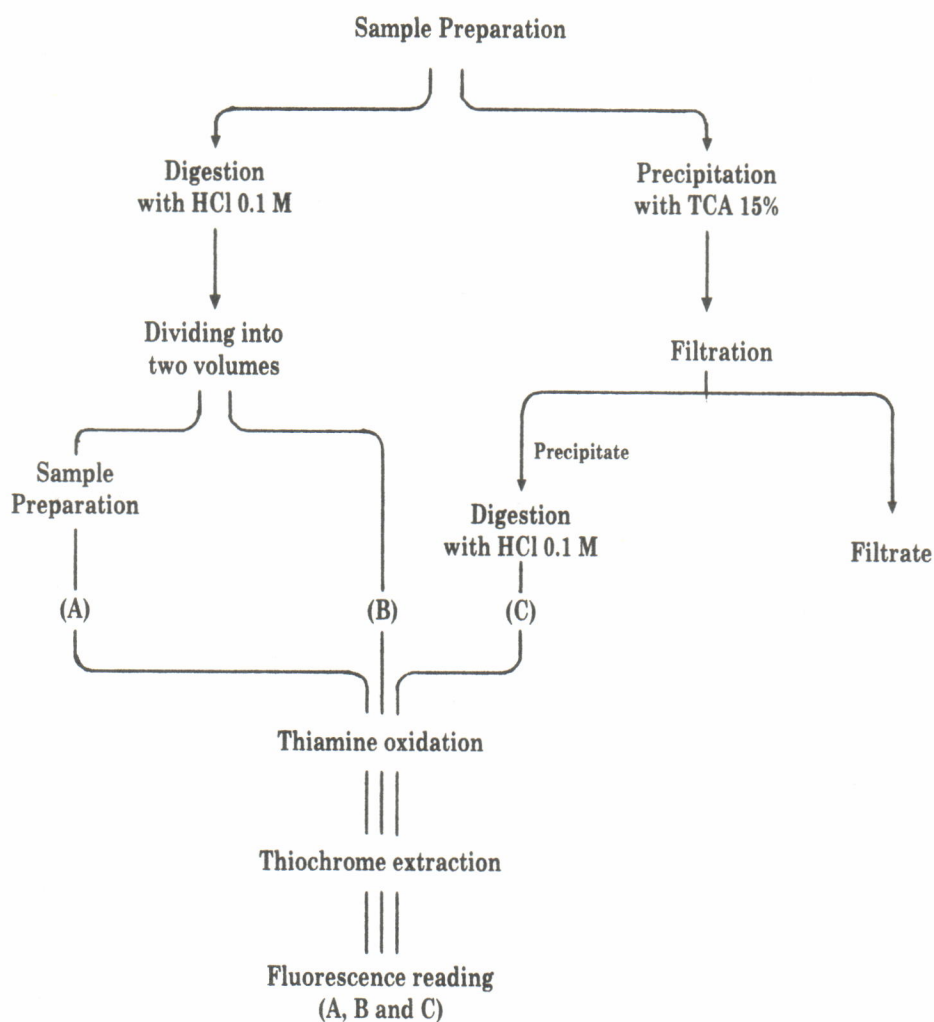 Sample Preparation
Digestion
with HCl 0.1 M
Precipitation
with TCA 15%
Dividing into
two volumes
Filtration
Precipitate
Sample
Preparation
Digestion
with HCl 0.1 M
Filtrate
(A)
(B)
(C)
Thiamine oxidation
Thiochrome extraction
Fluorescence reading
(A, B and C)